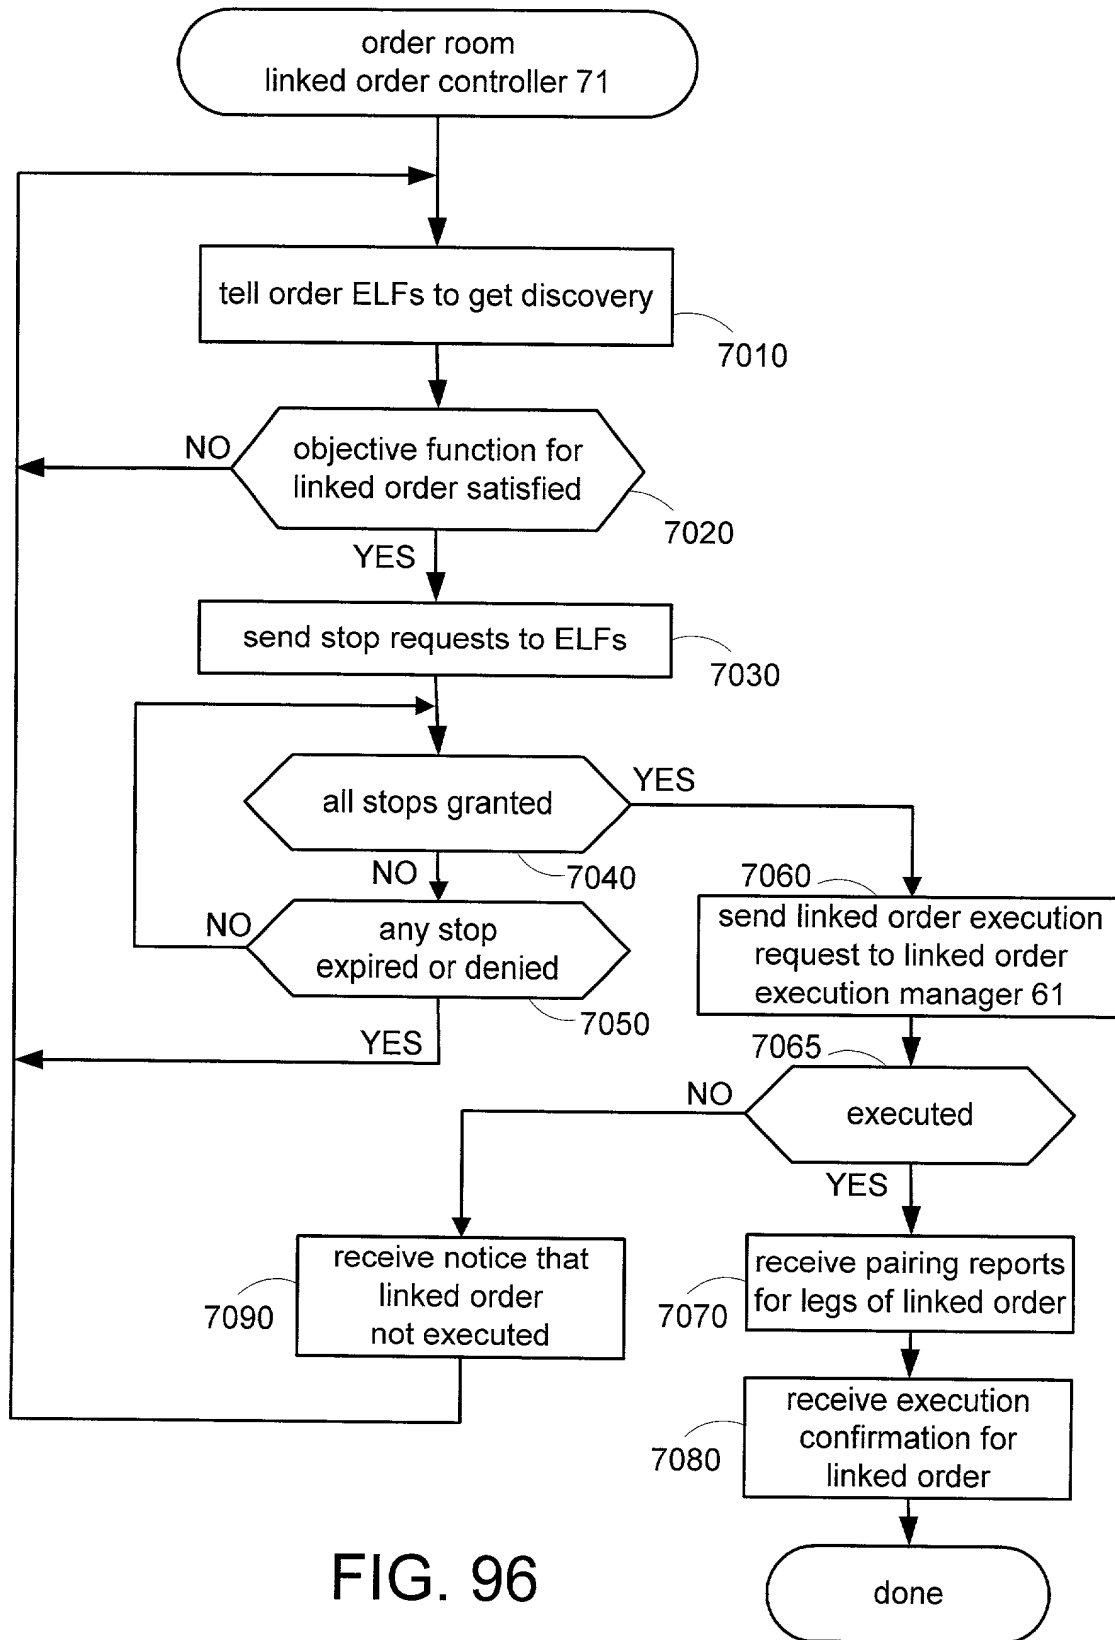 order room
linked order controller 71
tell order ELFs to get discovery
7010
NO
objective function for
linked order satisfied
7020
YES
send stop requests to ELFs
7030
all stops granted
YES
7040
NO
7060
send linked order execution
request to linked order
execution manager 61
NO
any stop
expired or denied
7050
YES
7065
NO
executed
YES
receive notice that
linked order
not executed
7090
receive pairing reports
for legs of linked order
7070
receive execution
confirmation for
linked order
7080
FIG. 96
done